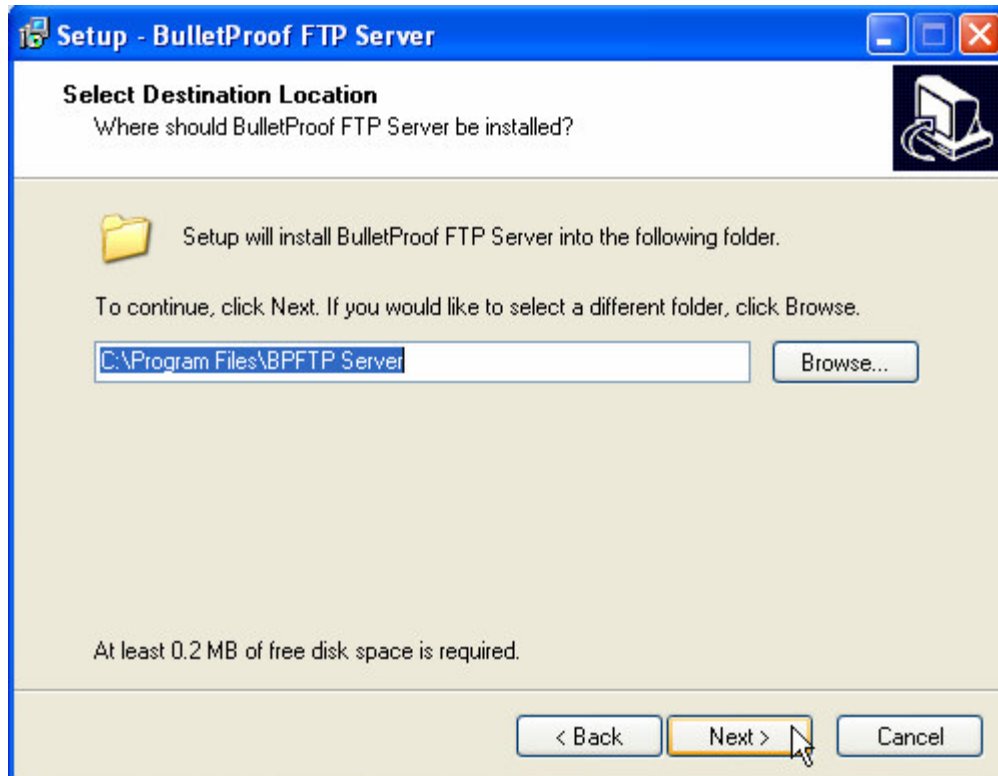 Setup - BulletProof FTP Server
Select Destination Location
Where should BulletProof FTP Server be installed?
Setup will install BulletProof FTP Server into the following folder.
To continue, click Next. If you would like to select a different folder, click Browse.
C:\Program Files\BPFTP Server
Browse...
At least 0.2 MB of free disk space is required.
< Back Next > Cancel